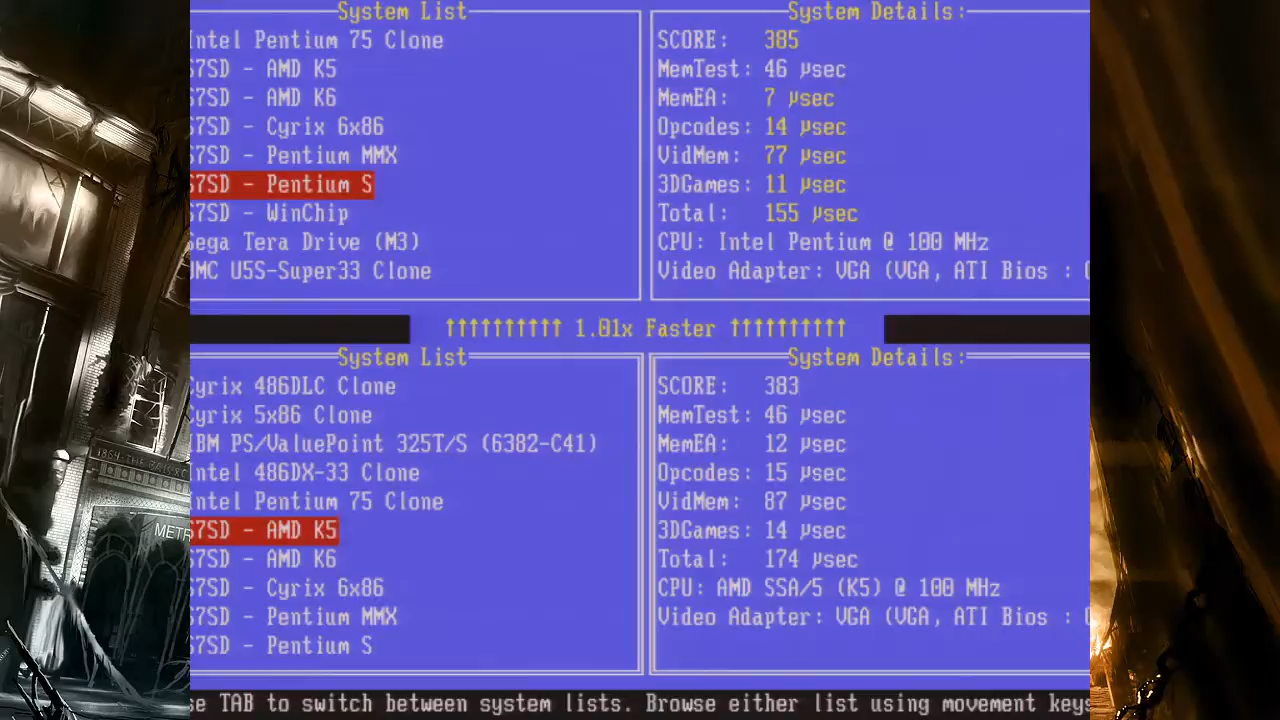 System List
Intel Pentium 75 Clone
S7SD - AMD K5
S7SD - AMD K6
S7SD - Cyrix 6x86
S7SD - Pentium MMX
S7SD - Pentium S
S7SD - WinChip
Sega Tera Drive (M3)
UMC U5S-Super33 Clone
System Details:
SCORE: 385
MemTest: 46 µsec
MemEA: 7 µsec
Opcodes: 14 µsec
VidMem: 77 µsec
3DGames: 11 µsec
Total: 155 µsec
CPU: Intel Pentium @ 100 MHz
Video Adapter: VGA (VGA, ATI Bios :
↑↑↑↑↑↑↑↑↑↑ 1.01x Faster ↑↑↑↑↑↑↑↑↑↑
System List
Cyrix 486DLC Clone
Cyrix 5x86 Clone
IBM PS/ValuePoint 325T/S (6382-C41)
Intel 486DX-33 Clone
Intel Pentium 75 Clone
S7SD - AMD K5
S7SD - AMD K6
S7SD - Cyrix 6x86
S7SD - Pentium MMX
S7SD - Pentium S
System Details:
SCORE: 383
MemTest: 46 µsec
MemEA: 12 µsec
Opcodes: 15 µsec
VidMem: 87 µsec
3DGames: 14 µsec
Total: 174 µsec
CPU: AMD SSA/5 (K5) @ 100 MHz
Video Adapter: VGA (VGA, ATI Bios :
se TAB to switch between system lists. Browse either list using movement keys
METR